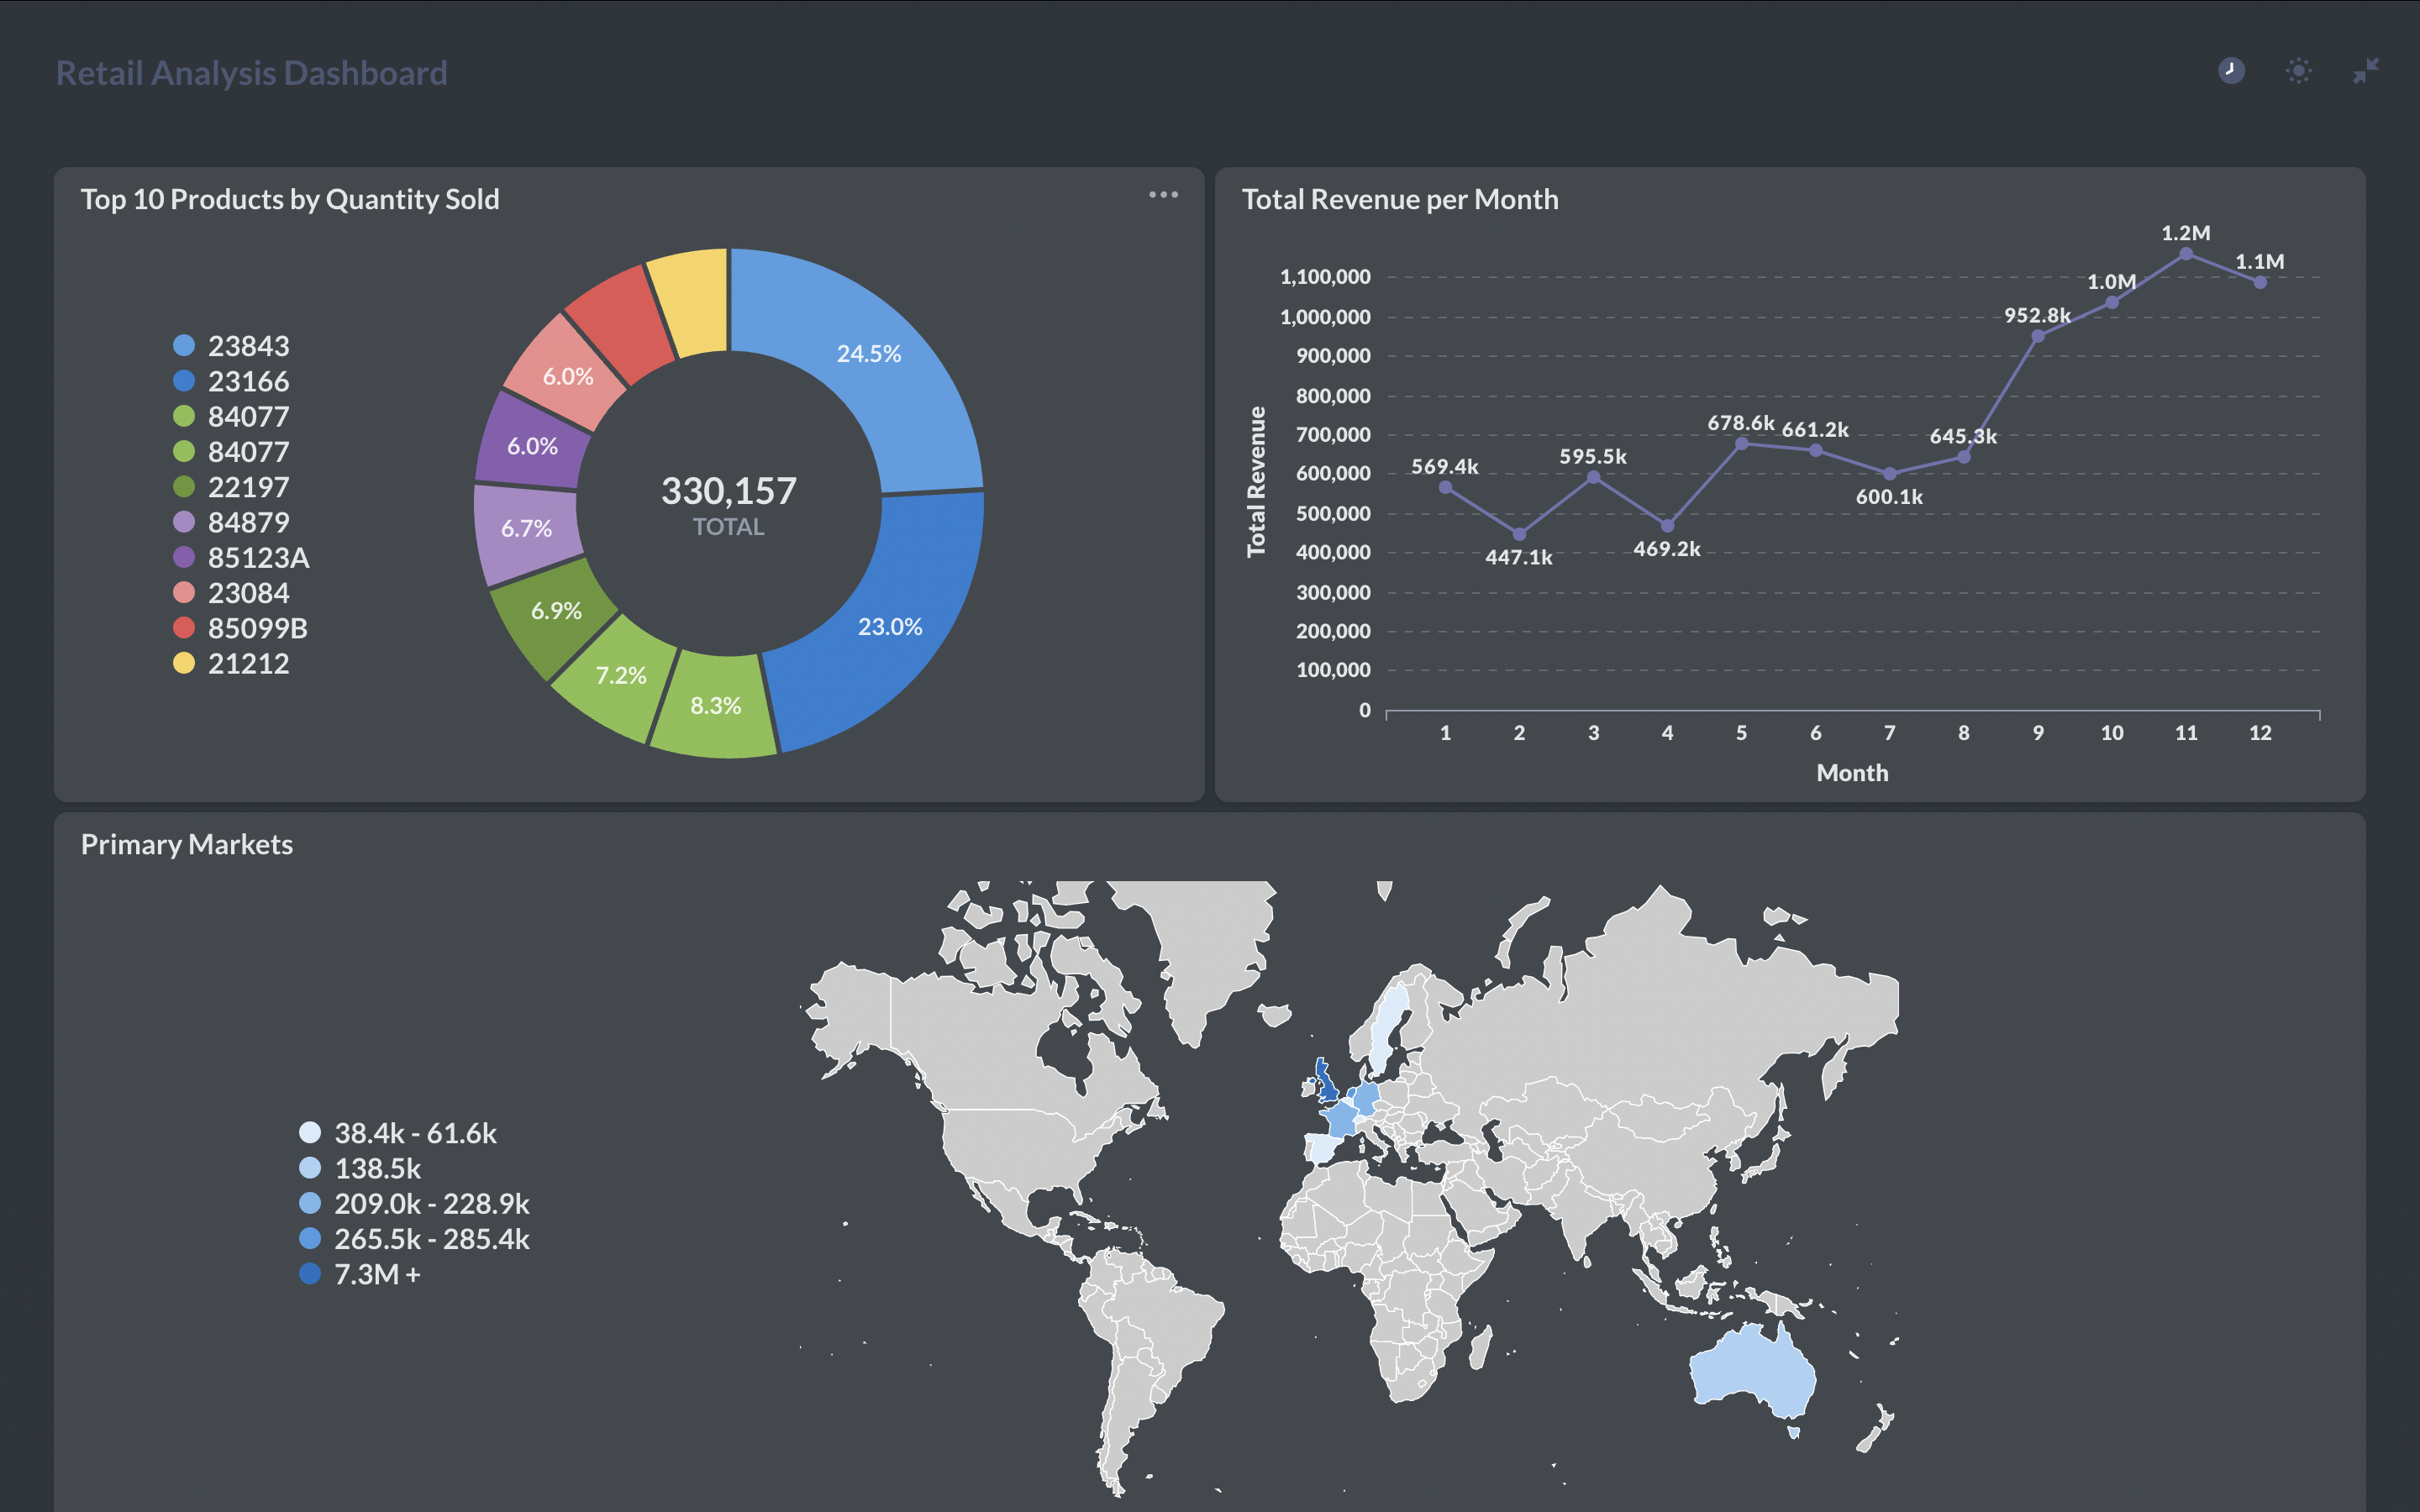 Retail Analysis Dashboard
Top 10 Products by Quantity Sold
23843
23166
84077
84077
22197
84879
85123A
23084
85099B
21212
24.5%
23.0%
8.3%
7.2%
6.9%
6.7%
6.0%
6.0%
330,157
TOTAL
Total Revenue per Month
Total Revenue
1,100,000
1,000,000
900,000
800,000
700,000
600,000
500,000
400,000
300,000
200,000
100,000
0
569.4k
447.1k
595.5k
469.2k
678.6k
661.2k
600.1k
645.3k
952.8k
1.0M
1.2M
1.1M
1 2 3 4 5 6 7 8 9 10 11 12
Month
Primary Markets
38.4k - 61.6k
138.5k
209.0k - 228.9k
265.5k - 285.4k
7.3M +